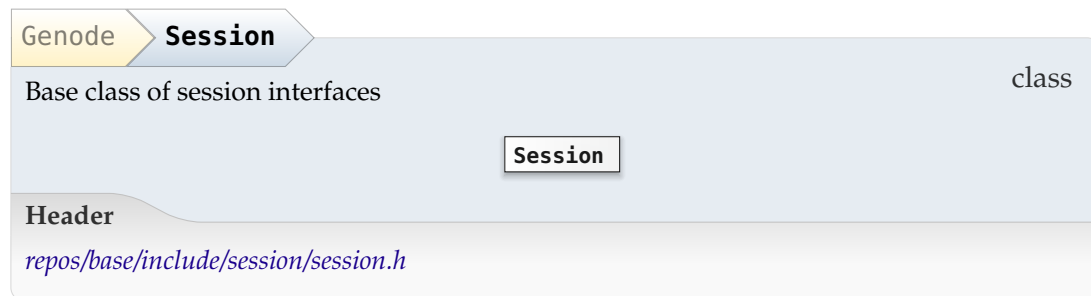 Genode Session
class
Base class of session interfaces
Session
Header
repos/base/include/session/session.h